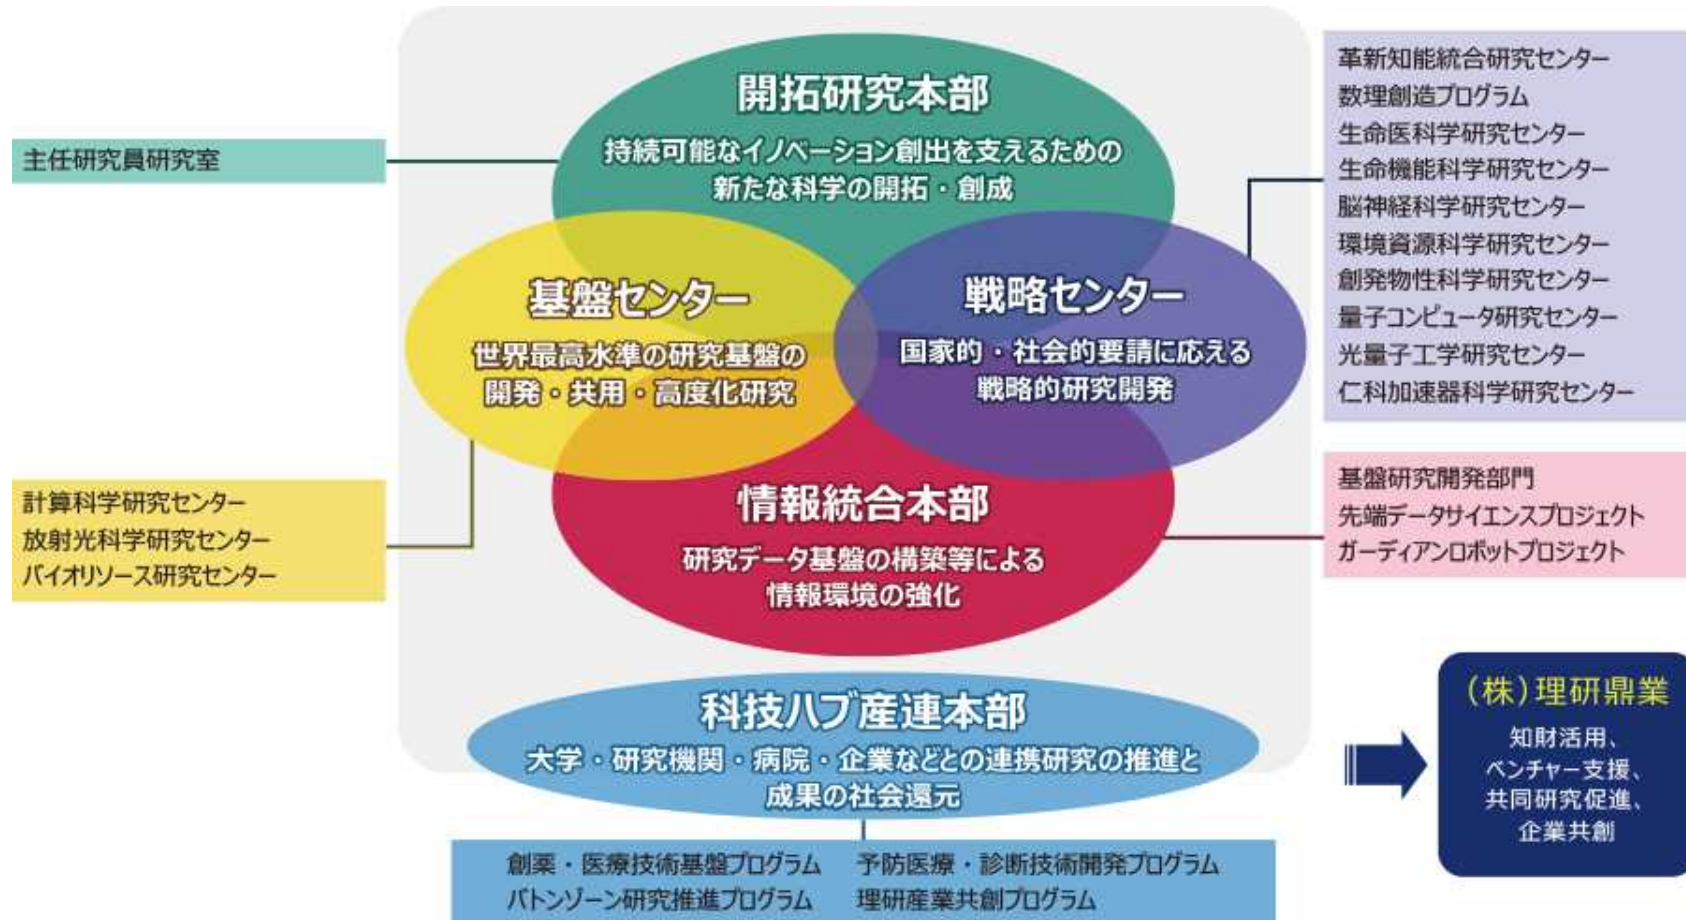 開拓研究本部
持続可能なイノベーション創出を支えるための
新たな科学の開拓・創成
主任研究員研究室
基盤センター
世界最高水準の研究基盤の
開発・共用・高度化研究
計算科学研究センター
放射光科学研究センター
バイオリソース研究センター
戦略センター
国家的・社会的要請に応える
戦略的研究開発
革新知能統合研究センター
数理創造プログラム
生命医科学研究センター
生命機能科学研究センター
脳神経科学研究センター
環境資源科学研究センター
創発物性科学研究センター
量子コンピュータ研究センター
光量子工学研究センター
仁科加速器科学研究センター
情報統合本部
研究データ基盤の構築等による
情報環境の強化
基盤研究開発部門
先端データサイエンスプロジェクト
ガーディアンロボットプロジェクト
科技ハブ産連本部
大学・研究機関・病院・企業などとの連携研究の推進と
成果の社会還元
創薬・医療技術基盤プログラム
予防医療・診断技術開発プログラム
バトンゾーン研究推進プログラム
理研産業共創プログラム
(株)理研鼎業
知財活用、
ベンチャー支援、
共同研究促進、
企業共創